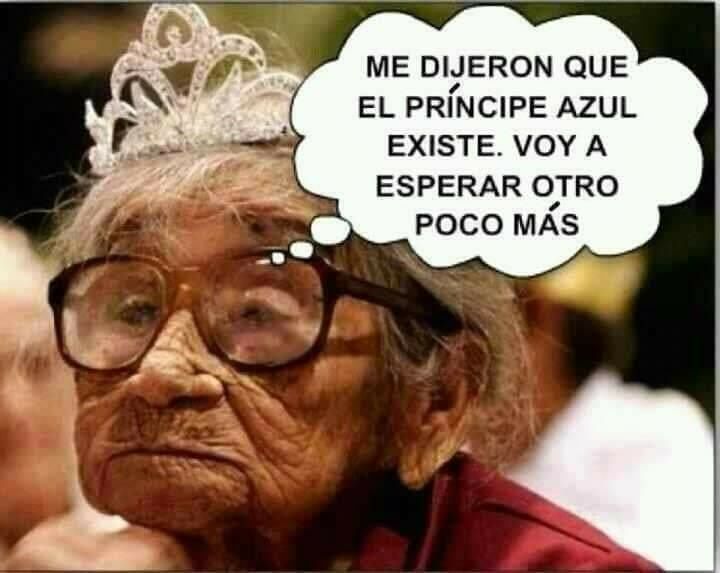 ME DIJERON QUE
EL PRÍNCIPE AZUL
EXISTE. VOY A
ESPERAR OTRO
POCO MÁS